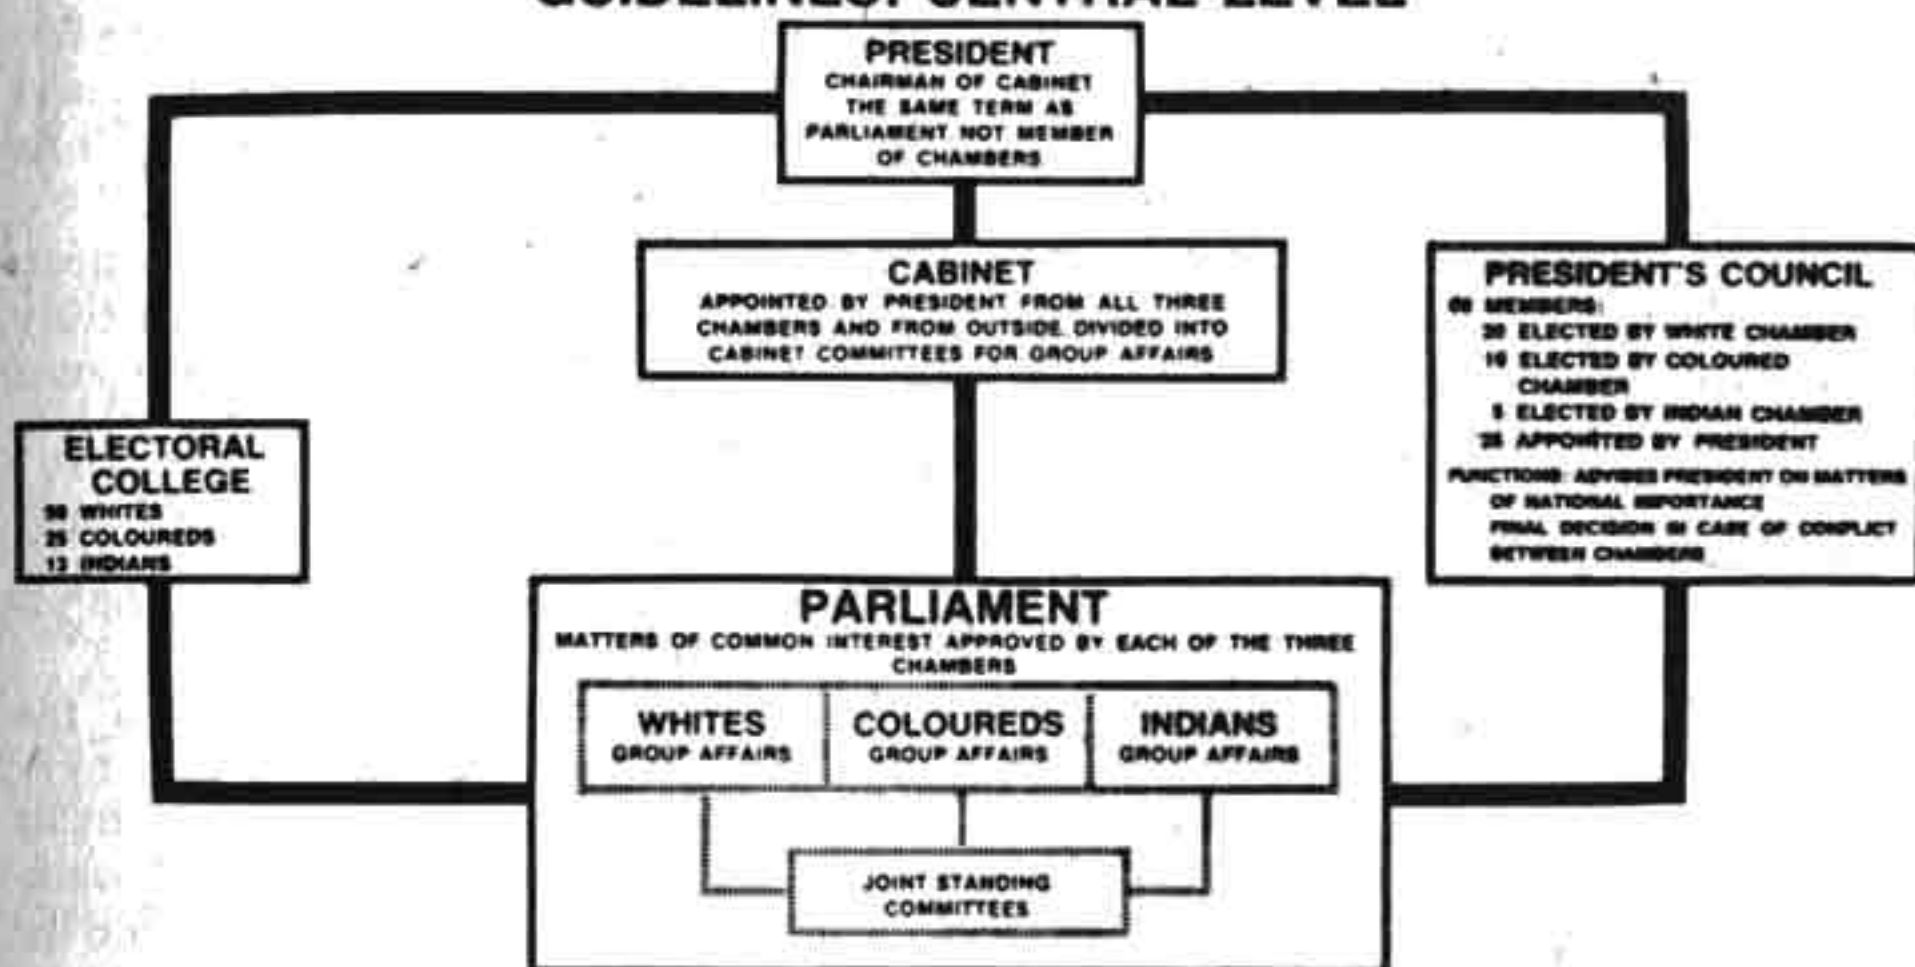 GUIDELINES: CENTRAL LEVEL
PRESIDENT
CHAIRMAN OF CABINET
THE SAME TERM AS
PARLIAMENT NOT MEMBER
OF CHAMBERS
CABINET
APPOINTED BY PRESIDENT FROM ALL THREE
CHAMBERS AND FROM OUTSIDE. DIVIDED INTO
CABINET COMMITTEES FOR GROUP AFFAIRS
PRESIDENT'S COUNCIL
MEMBERS:
ELECTED BY WHITE CHAMBER
ELECTED BY COLOURED
CHAMBER
5 ELECTED BY INDIAN CHAMBER
APPOINTED BY PRESIDENT
FUNCTIONS: ADVISES PRESIDENT ON MATTERS
OF NATIONAL IMPORTANCE
FINAL DECISION IN CASE OF CONFLICT
BETWEEN CHAMBERS
ELECTORAL
COLLEGE
WHITES
25 COLOUREDS
13 INDIANS
PARLIAMENT
MATTERS OF COMMON INTEREST APPROVED BY EACH OF THE THREE
CHAMBERS
WHITES
GROUP AFFAIRS
COLOUREDS
GROUP AFFAIRS
INDIANS
GROUP AFFAIRS
JOINT STANDING
COMMITTEES